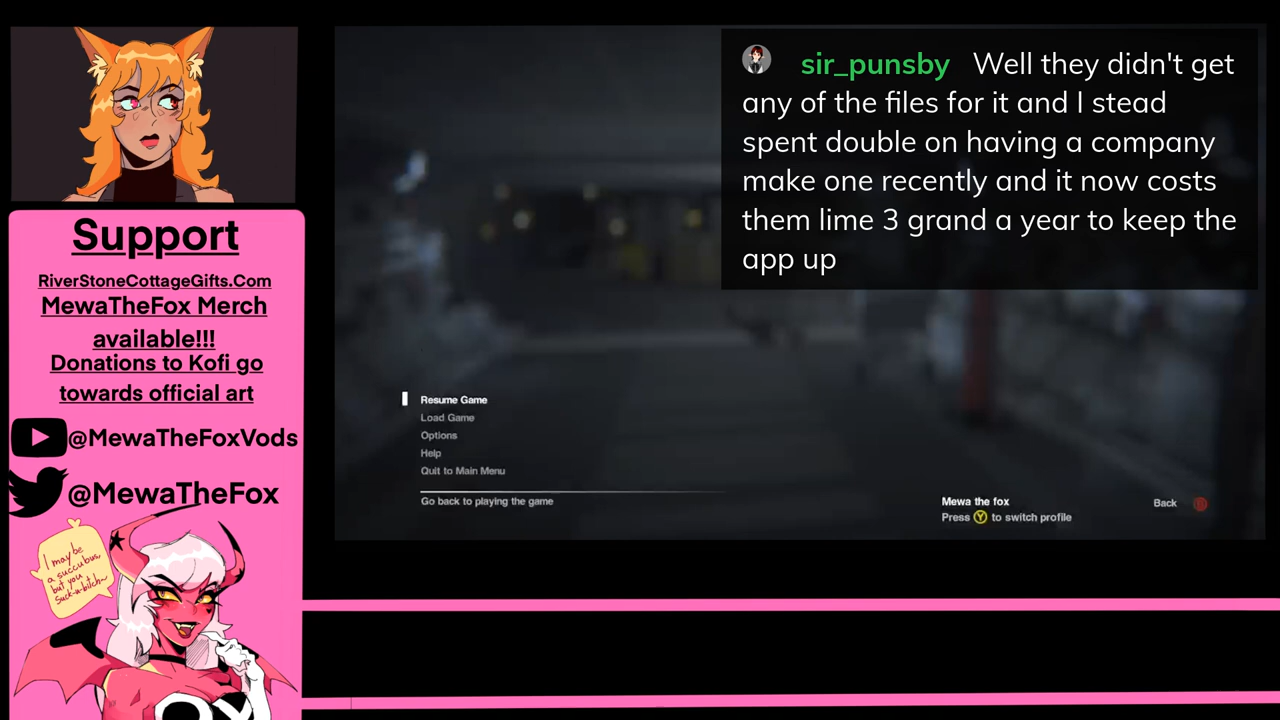 sir_punsby Well they didn't get
any of the files for it and I stead
spent double on having a company
make one recently and it now costs
them lime 3 grand a year to keep the
app up
Support
RiverStoneCottageGifts.Com
MewaTheFox Merch
available!!!
Donations to Kofi go
towards official art
@MewaTheFoxVods
@MewaTheFox
I may be
a succubus,
but you
suck-a-bitch~
Resume Game
Load Game
Options
Help
Quit to Main Menu
Go back to playing the game
Mewa the fox
Press Y to switch profile
Back B